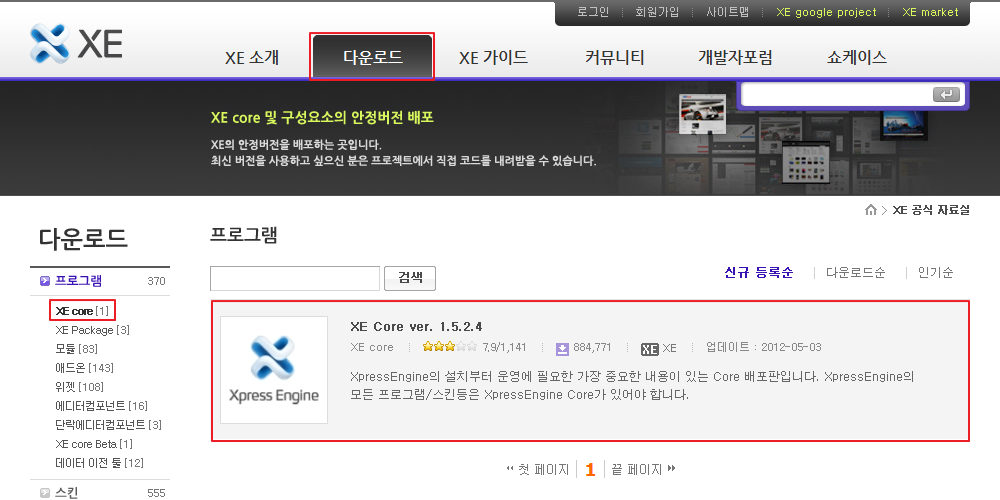 로그인 회원가입 사이트맵 XE google project XE market
XE
XE 소개 다운로드 XE 가이드 커뮤니티 개발자포럼 쇼케이스
XE core 및 구성요소의 안정버전 배포
XE의 안정버전을 배포하는 곳입니다.
최신 버전을 사용하고 싶으신 분은 프로젝트에서 직접 코드를 내려받을 수 있습니다.
> XE 공식 자료실
다운로드
프로그램 370
XE core [1]
XE Package [3]
모듈 [83]
애드온 [143]
위젯 [108]
에디터컴포넌트 [16]
단락에디터컴포넌트 [3]
XE core Beta [1]
데이터 이전 툴 [12]
스킨 555
프로그램
검색
신규 등록순 다운로드순 인기순
Xpress Engine
XE Core ver. 1.5.2.4
XE core 7.9/1,141 884,771 XE XE 업데이트 : 2012-05-03
XpressEngine의 설치부터 운영에 필요한 가장 중요한 내용이 있는 Core 배포판입니다. XpressEngine의
모든 프로그램/스킨등은 XpressEngine Core가 있어야 합니다.
첫 페이지 1 끝 페이지